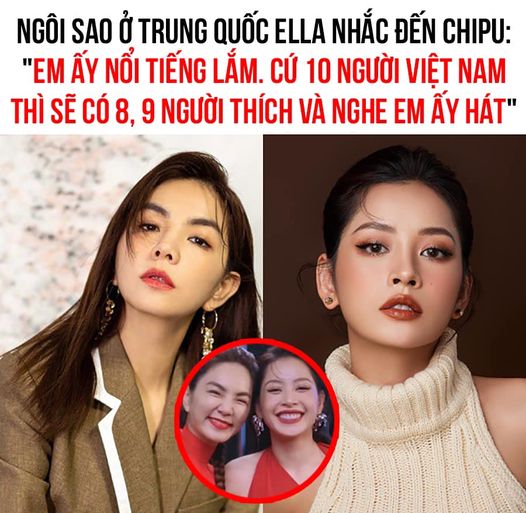 NGÔI SAO Ở TRUNG QUỐC ELLA NHẮC ĐẾN CHIPU:
"EM ẤY NỔI TIẾNG LẮM. CỨ 10 NGƯỜI VIỆT NAM
THÌ SẼ CÓ 8, 9 NGƯỜI THÍCH VÀ NGHE EM ẤY HÁT"